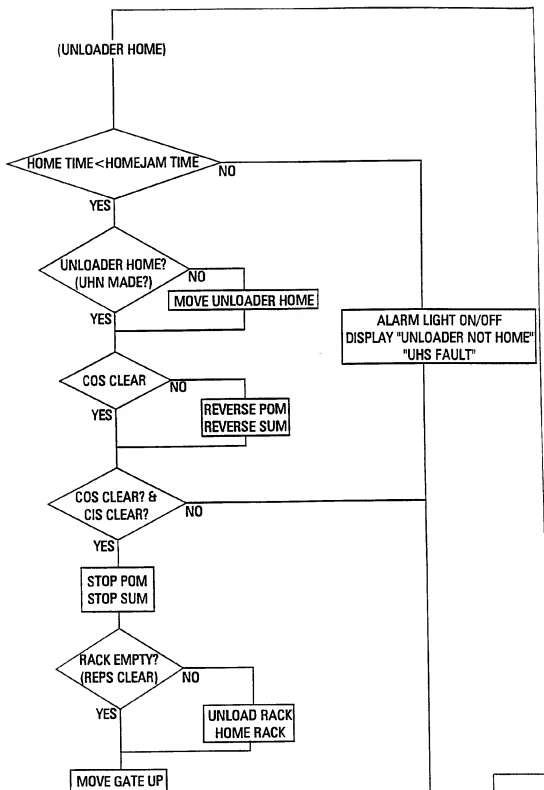 (UNLOADER HOME)
HOME TIME<HOMEJAM TIME
NO
YES
UNLOADER HOME?
(UHN MADE?)
NO
MOVE UNLOADER HOME
YES
ALARM LIGHT ON/OFF
DISPLAY "UNLOADER NOT HOME"
"UHS FAULT"
COS CLEAR
NO
YES
REVERSE POM
REVERSE SUM
COS CLEAR? &
CIS CLEAR?
NO
YES
STOP POM
STOP SUM
RACK EMPTY?
(REPS CLEAR)
NO
YES
UNLOAD RACK
HOME RACK
MOVE GATE UP